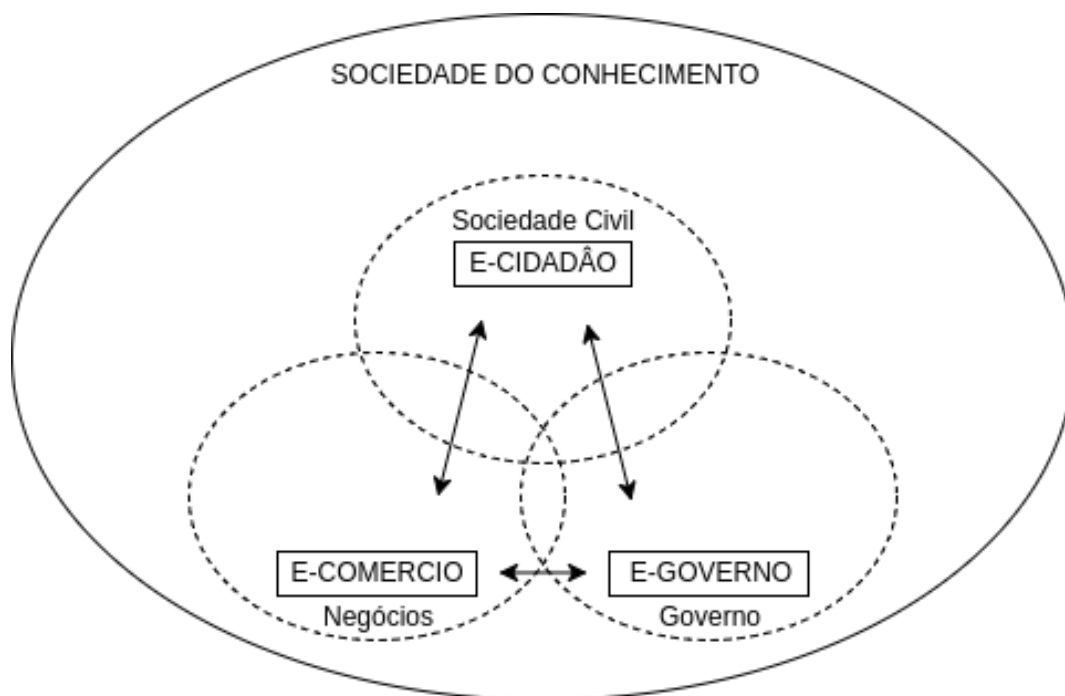 SOCIEDADE DO CONHECIMENTO
Sociedade Civil
E-CIDADÂO
E-COMERCIO
E-GOVERNO
Negócios
Governo